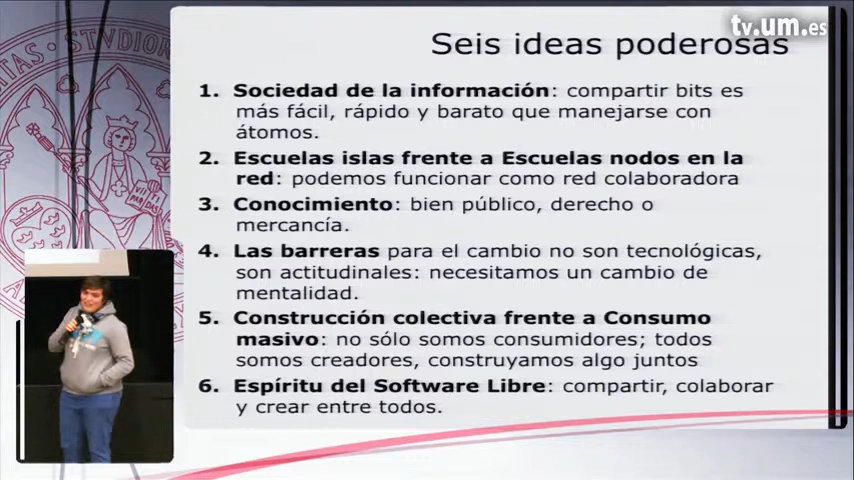 tv.um.es
Seis ideas poderosas
1. Sociedad de la información: compartir bits es
más fácil, rápido y barato que manejarse con
átomos.
2. Escuelas islas frente a Escuelas nodos en la
red: podemos funcionar como red colaboradora
3. Conocimiento: bien público, derecho o
mercancía.
4. Las barreras para el cambio no son tecnológicas,
son actitudinales: necesitamos un cambio de
mentalidad.
5. Construcción colectiva frente a Consumo
masivo: no sólo somos consumidores; todos
somos creadores, construyamos algo juntos
6. Espíritu del Software Libre: compartir, colaborar
y crear entre todos.